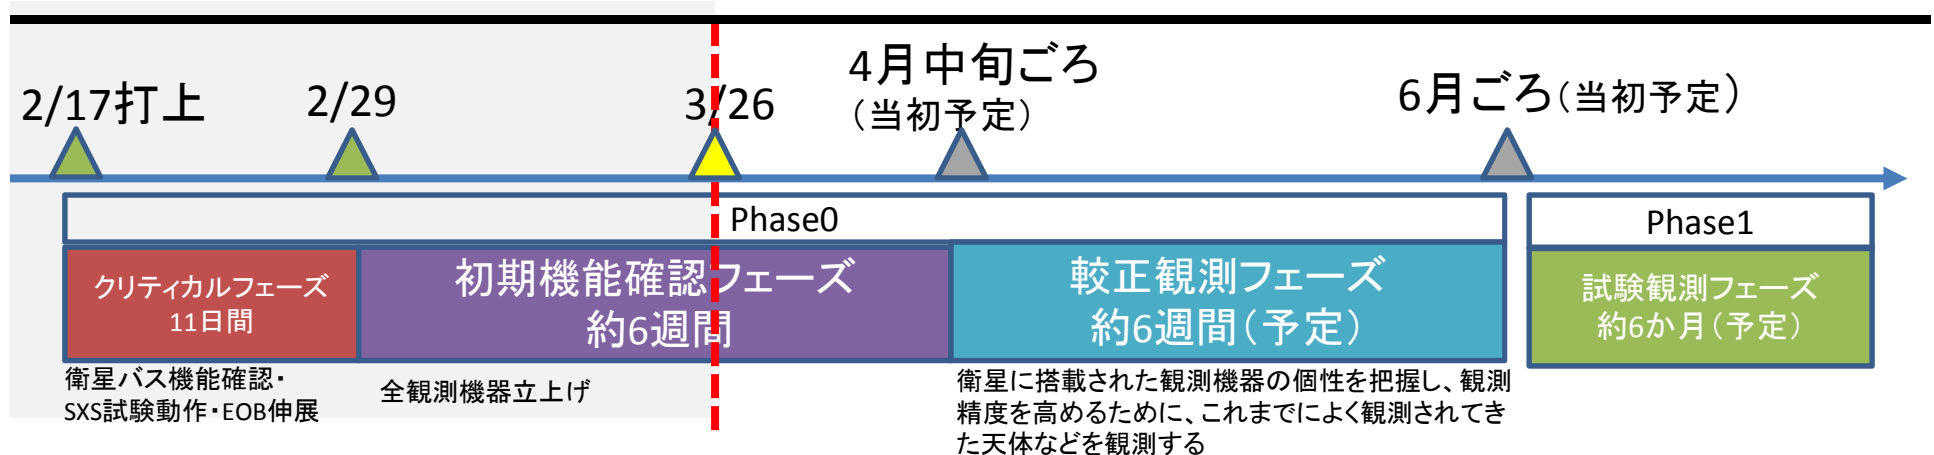 2/17打上
2/29
3/26
4月中旬ごろ
（当初予定）
6月ごろ（当初予定）
Phase0
Phase1
クリティカルフェーズ
11日間
初期機能確認フェーズ
約6週間
較正観測フェーズ
約6週間（予定）
試験観測フェーズ
約6か月（予定）
衛星バス機能確認・
SXS試験動作・EOB伸展
全観測機器立上げ
衛星に搭載された観測機器の個性を把握し、観測
精度を高めるために、これまでによく観測されてき
た天体などを観測する